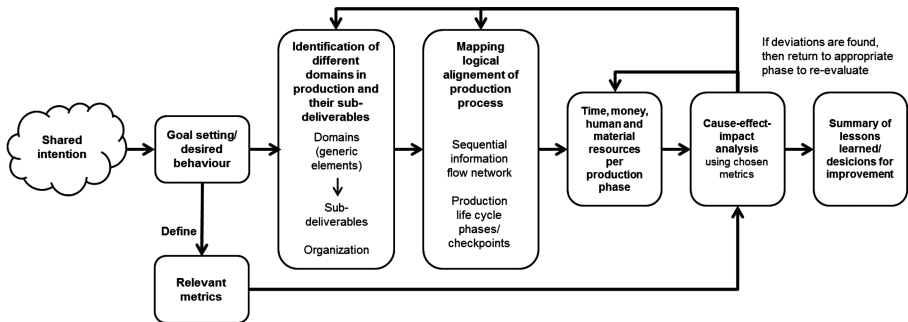 Shared
intention
Goal setting/
desired
behaviour
Define
Relevant
metrics
Identification of
different
domains in
production and
their sub-
deliverables
Domains
(generic
elements)
Sub-
deliverables
Organization
Mapping
logical
alignement of
production
process
Sequential
information
flow network
Production
life cycle
phases/
checkpoints
Time, money,
human and
material
resources
per
production
phase
If deviations are found,
then return to appropriate
phase to re-evaluate
Cause-effect-
impact
analysis
using chosen
metrics
Summary of
lessons
learned/
desicions for
improvement